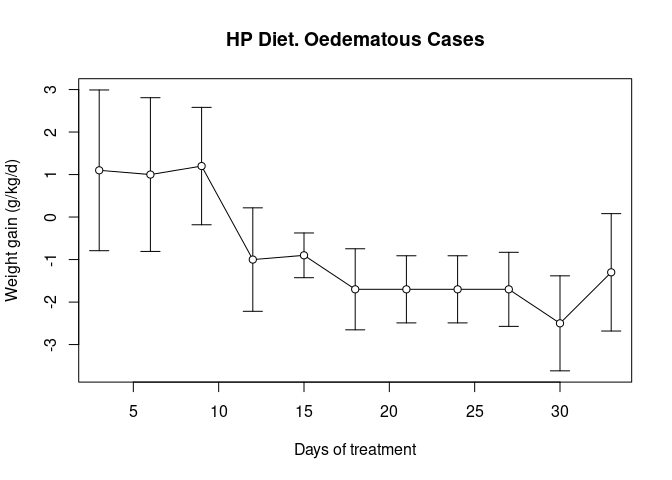 HP Diet. Oedematous Cases
Weight gain (g/kg/d)
3
2
1
0
-1
-2
-3
5 10 15 20 25 30
Days of treatment